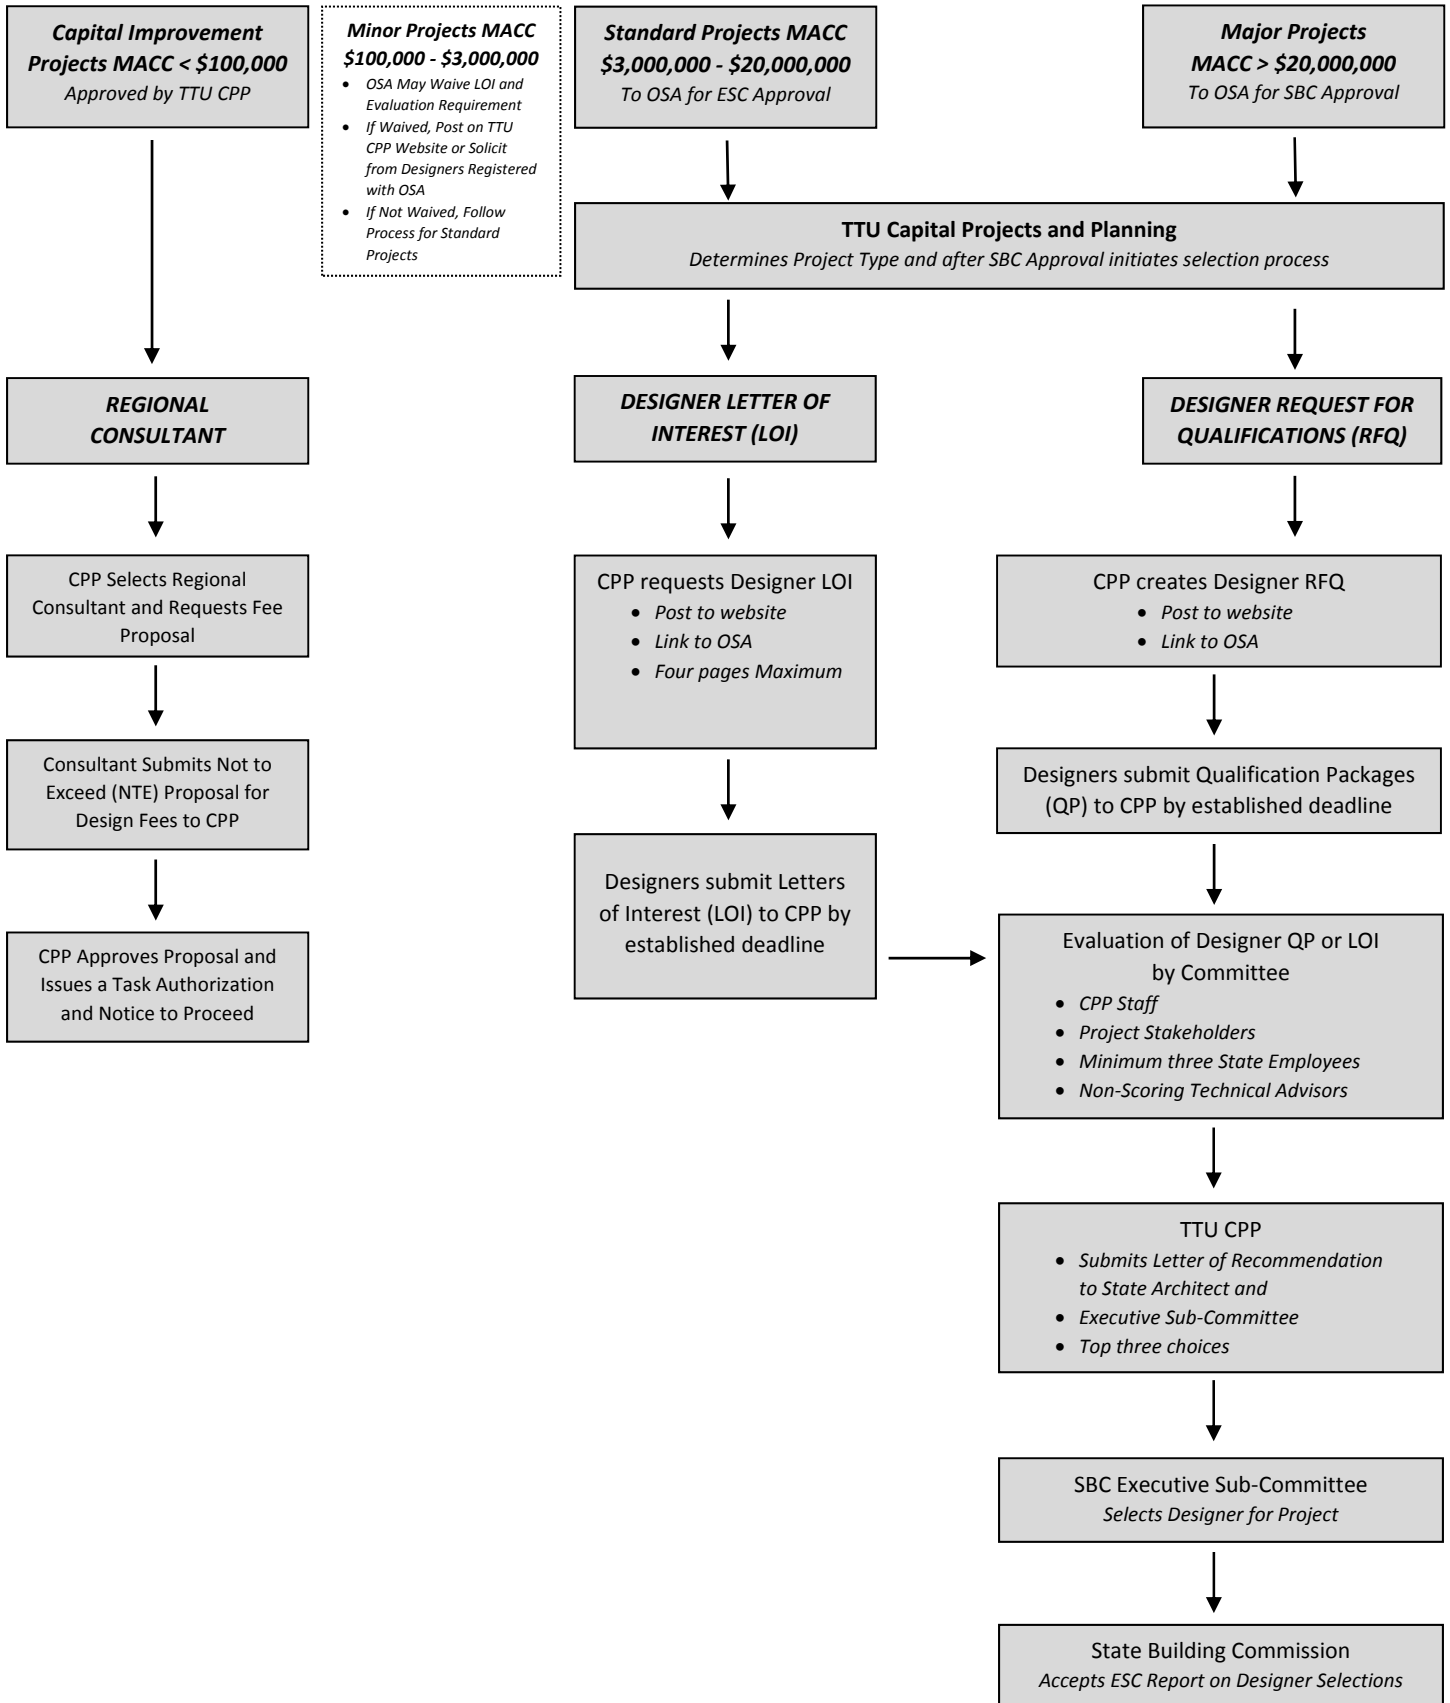 Capital Improvement
Projects MACC < $100,000
Approved by TTU CPP
Minor Projects MACC
$100,000 - $3,000,000
• OSA May Waive LOI and
Evaluation Requirement
• If Waived, Post on TTU
CPP Website or Solicit
from Designers Registered
with OSA
• If Not Waived, Follow
Process for Standard
Projects
Standard Projects MACC
$3,000,000 - $20,000,000
To OSA for ESC Approval
Major Projects
MACC > $20,000,000
To OSA for SBC Approval
TTU Capital Projects and Planning
Determines Project Type and after SBC Approval initiates selection process
REGIONAL
CONSULTANT
DESIGNER LETTER OF
INTEREST (LOI)
DESIGNER REQUEST FOR
QUALIFICATIONS (RFQ)
CPP Selects Regional
Consultant and Requests Fee
Proposal
CPP requests Designer LOI
• Post to website
• Link to OSA
• Four pages Maximum
CPP creates Designer RFQ
• Post to website
• Link to OSA
Consultant Submits Not to
Exceed (NTE) Proposal for
Design Fees to CPP
Designers submit Qualification Packages
(QP) to CPP by established deadline
Designers submit Letters
of Interest (LOI) to CPP by
established deadline
CPP Approves Proposal and
Issues a Task Authorization
and Notice to Proceed
Evaluation of Designer QP or LOI
by Committee
• CPP Staff
• Project Stakeholders
• Minimum three State Employees
• Non-Scoring Technical Advisors
TTU CPP
• Submits Letter of Recommendation
to State Architect and
• Executive Sub-Committee
• Top three choices
SBC Executive Sub-Committee
Selects Designer for Project
State Building Commission
Accepts ESC Report on Designer Selections